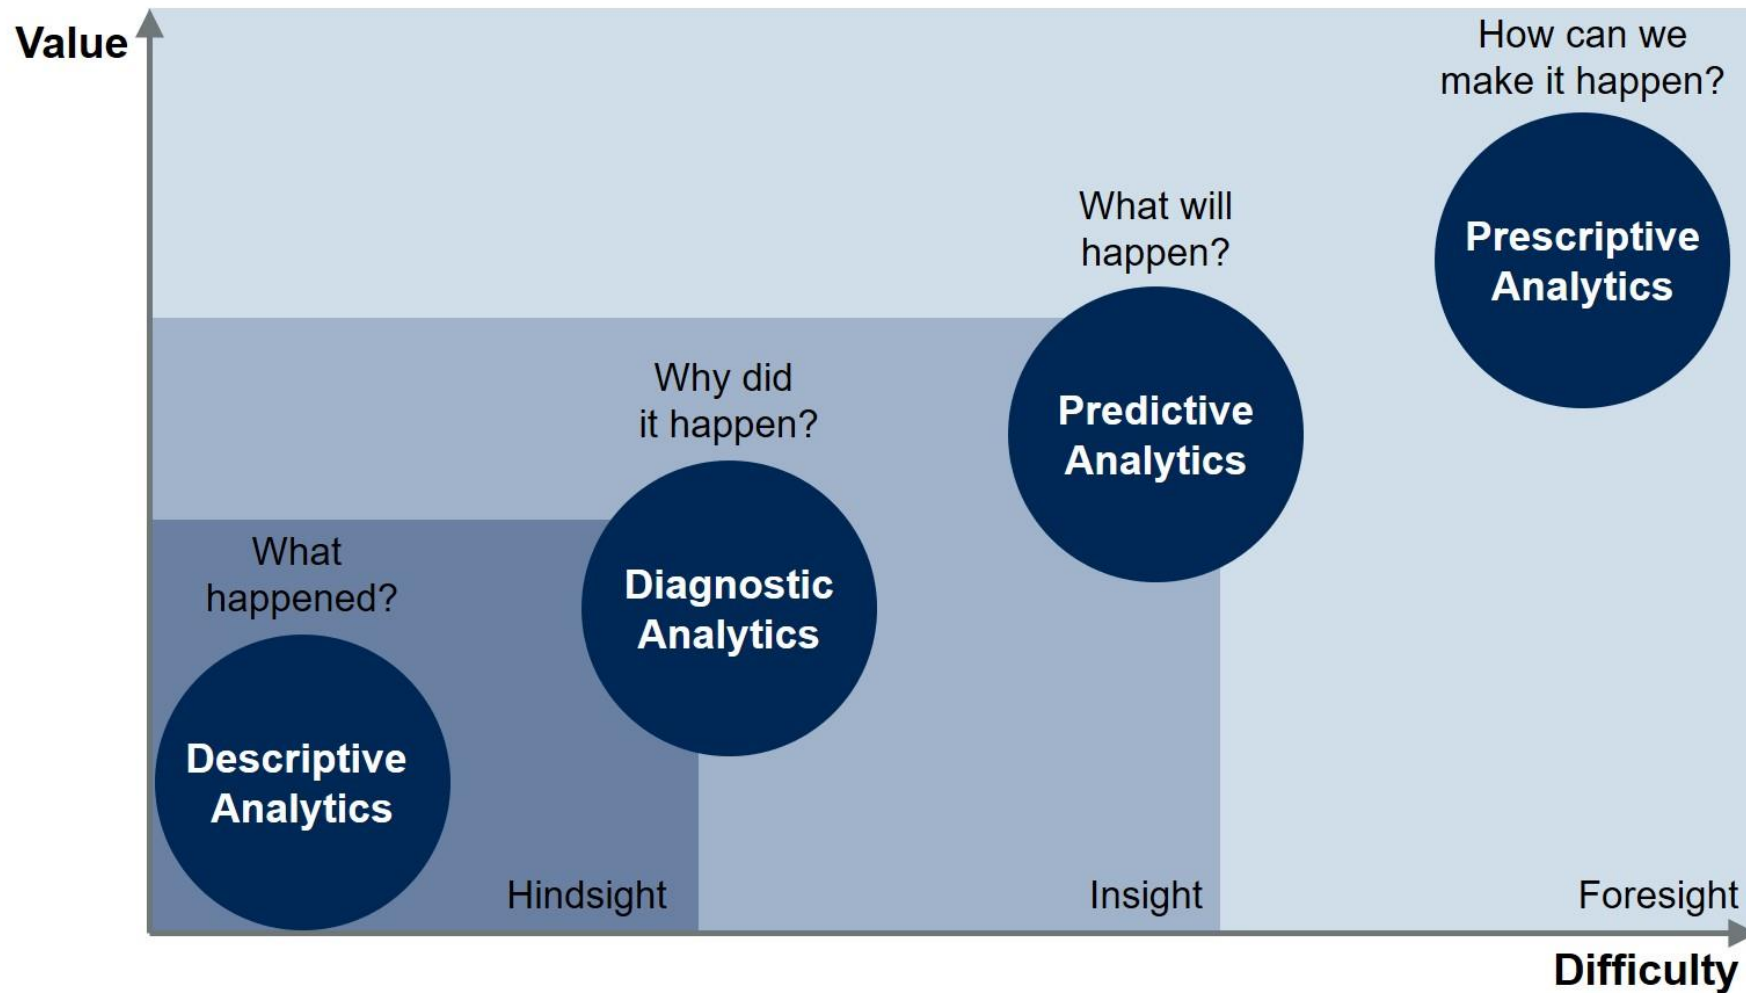 Value
How can we
make it happen?
Prescriptive
Analytics
What will
happen?
Predictive
Analytics
Why did
it happen?
Diagnostic
Analytics
What
happened?
Descriptive
Analytics
Hindsight
Insight
Foresight
Difficulty